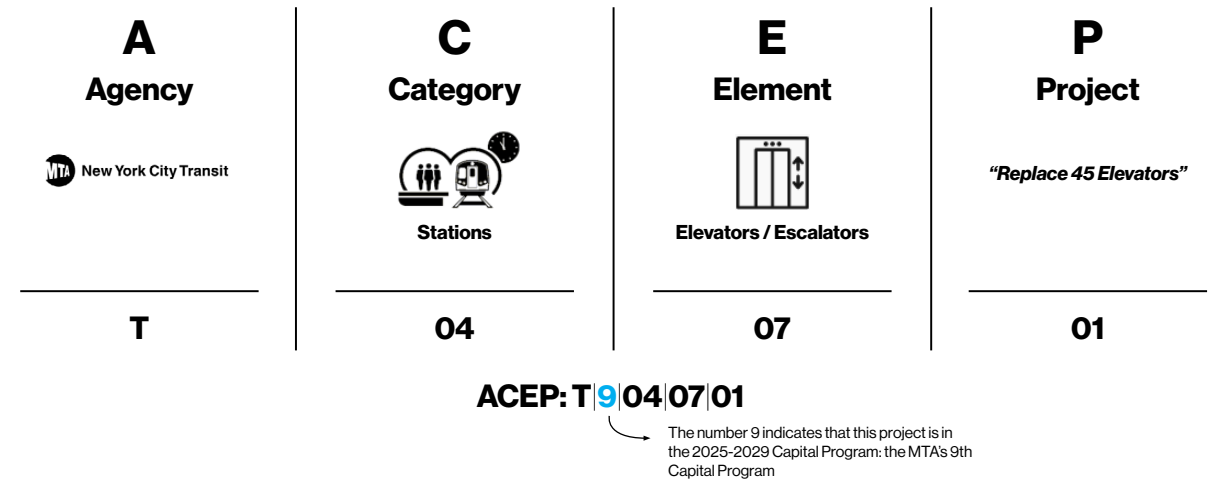 A
Agency
MTA New York City Transit
T
C
Category
Stations
04
E
Element
Elevators / Escalators
07
P
Project
“Replace 45 Elevators”
01
ACEP: T|9|04|07|01
The number 9 indicates that this project is in
the 2025-2029 Capital Program: the MTA’s 9th
Capital Program